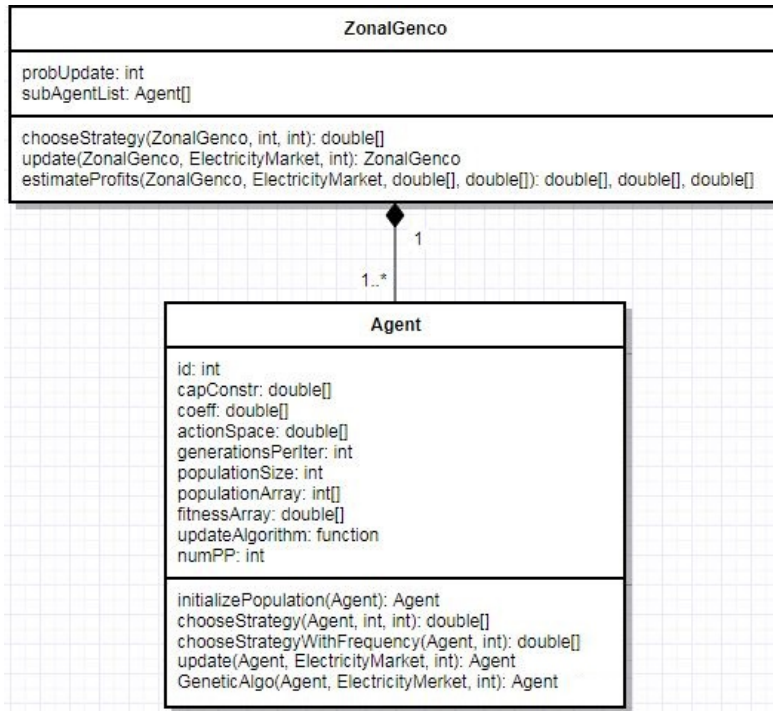 ZonalGenco
probUpdate: int
subAgentList: Agent[]
chooseStrategy(ZonalGenco, int, int): double[]
update(ZonalGenco, ElectricityMarket, int): ZonalGenco
estimateProfits(ZonalGenco, ElectricityMarket, double[], double[]): double[], double[], double[]
1
1..*
Agent
id: int
capConstr: double[]
coeff: double[]
actionSpace: double[]
generationsPerIter: int
populationSize: int
populationArray: int[]
fitnessArray: double[]
updateAlgorithm: function
numPP: int
initializePopulation(Agent): Agent
chooseStrategy(Agent, int, int): double[]
chooseStrategyWithFrequency(Agent, int): double[]
update(Agent, ElectricityMarket, int): Agent
GeneticAlgo(Agent, ElectricityMerket, int): Agent